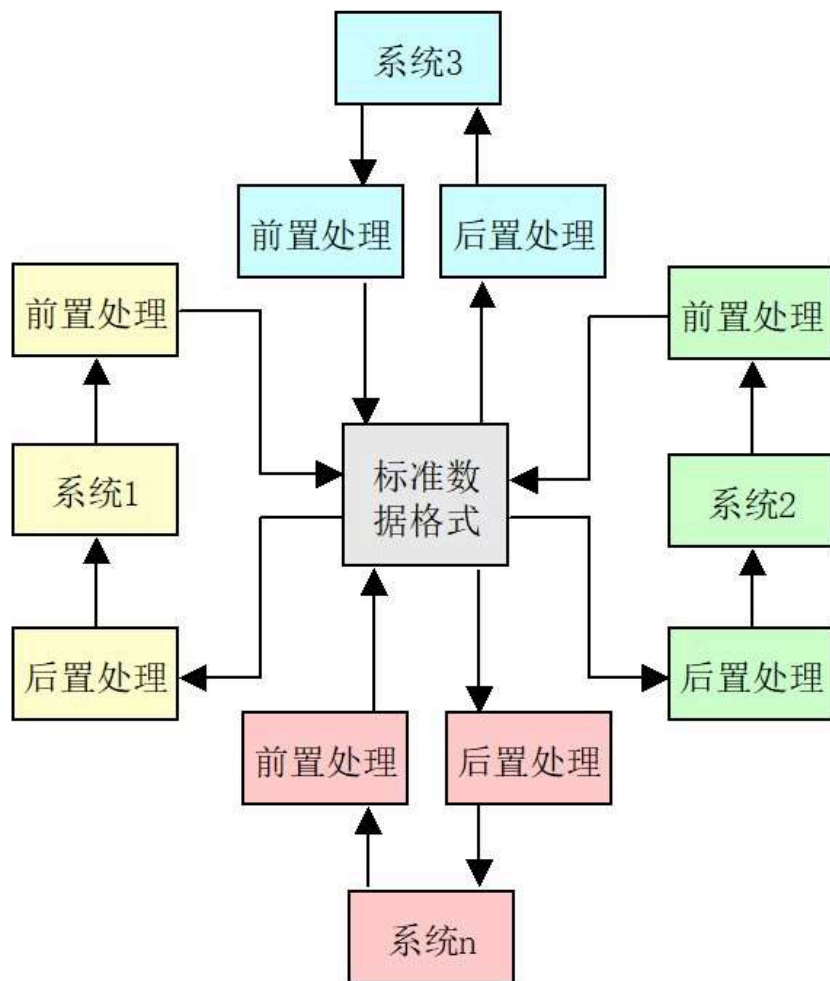 系统3
前置处理
后置处理
前置处理
前置处理
标准数
据格式
系统1
系统2
后置处理
后置处理
前置处理
后置处理
系统n